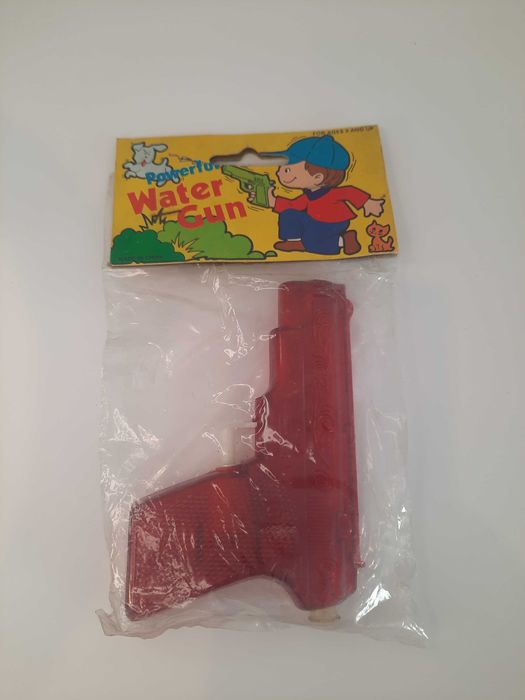 FOR AGES 3 AND UP
Powerful
Water
Gun